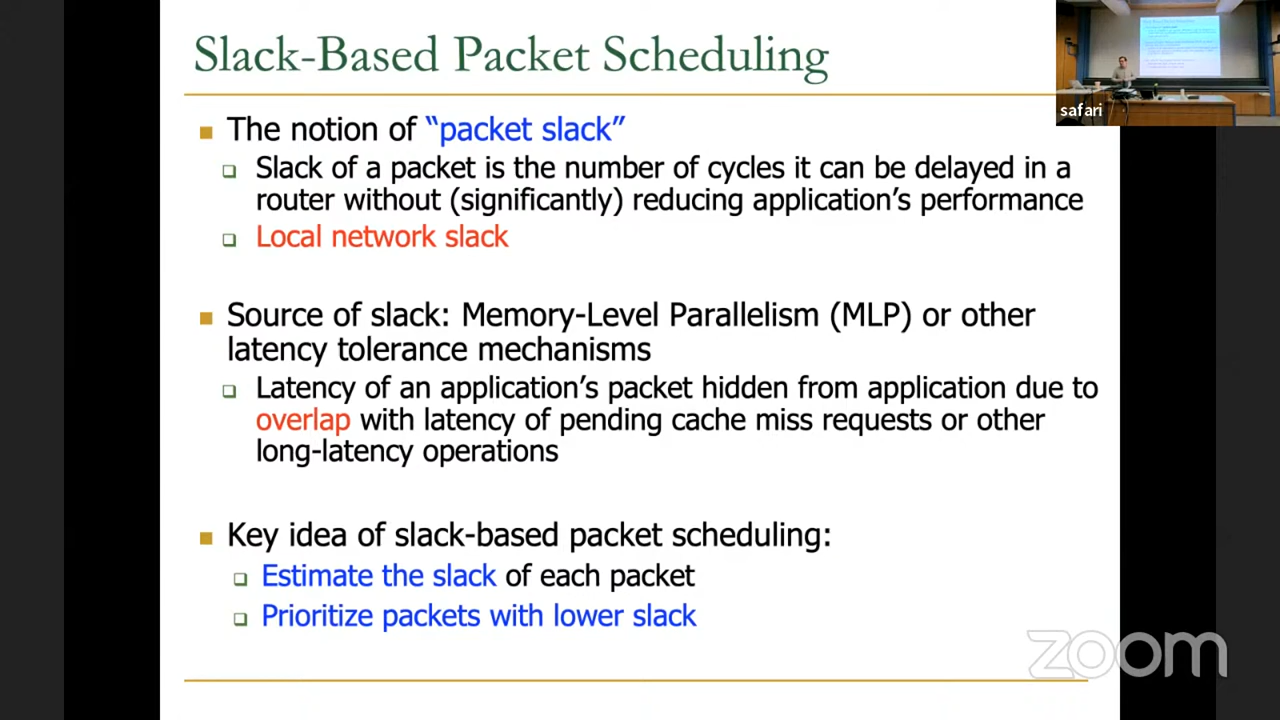 Slack-Based Packet Scheduling
safari
The notion of “packet slack”
Slack of a packet is the number of cycles it can be delayed in a
router without (significantly) reducing application’s performance
Local network slack
Source of slack: Memory-Level Parallelism (MLP) or other
latency tolerance mechanisms
Latency of an application’s packet hidden from application due to
overlap with latency of pending cache miss requests or other
long-latency operations
Key idea of slack-based packet scheduling:
Estimate the slack of each packet
Prioritize packets with lower slack
zoom